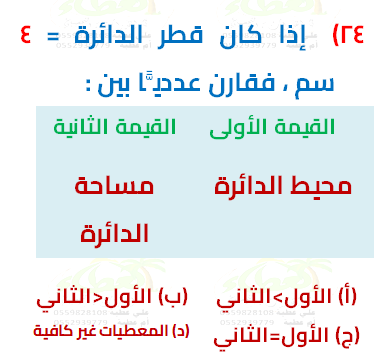 ٢٤) إذا كان قطر الدائرة = ٤
سم ، فقارن عدديًّا بين :
القيمة الأولى القيمة الثانية
محيط الدائرة مساحة
الدائرة
(أ) الأول>الثاني (ب) الأول<الثاني
(ج) الأول=الثاني (د) المعطيات غير كافية